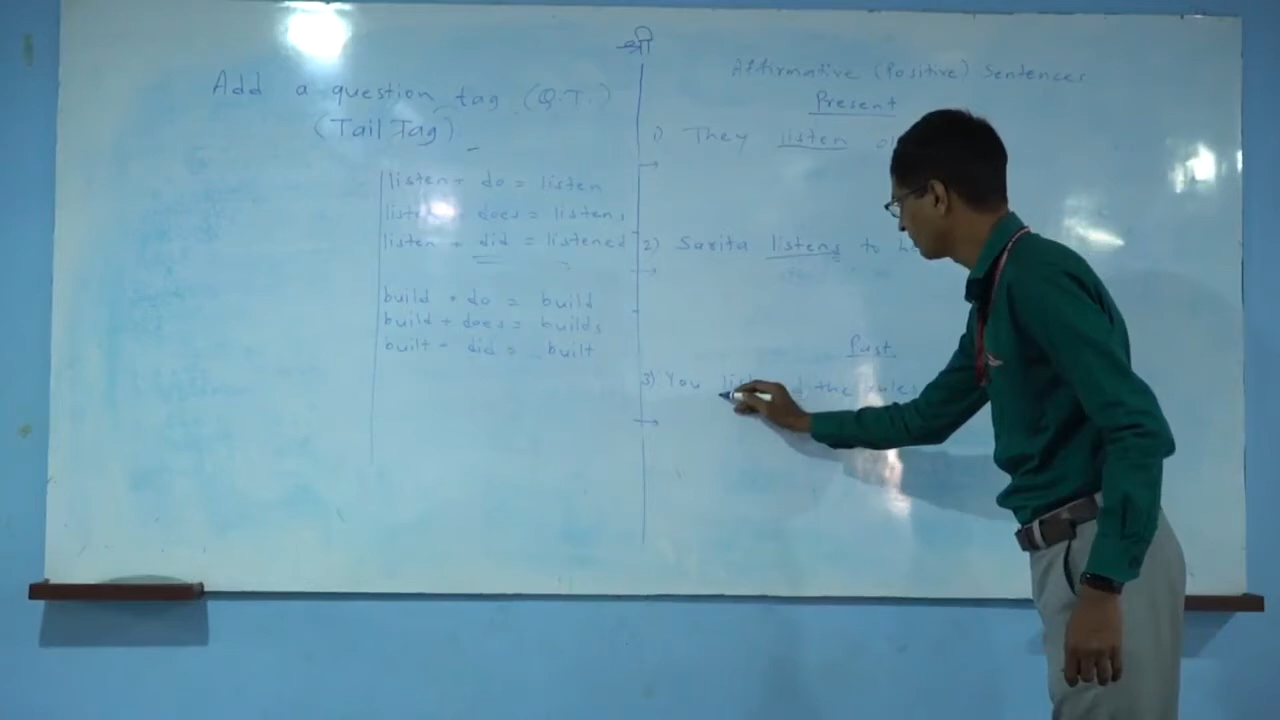 श्री
Add a question tag (Q.T.)
(Tail Tag)
listen + do = listen
does = listens
listen + did = listened
build + do = build
build + does = builds
built + did = built
Affirmative (Positive) Sentences
Present
1) They listen
2) Sarita listens to
Past
3) You the rules